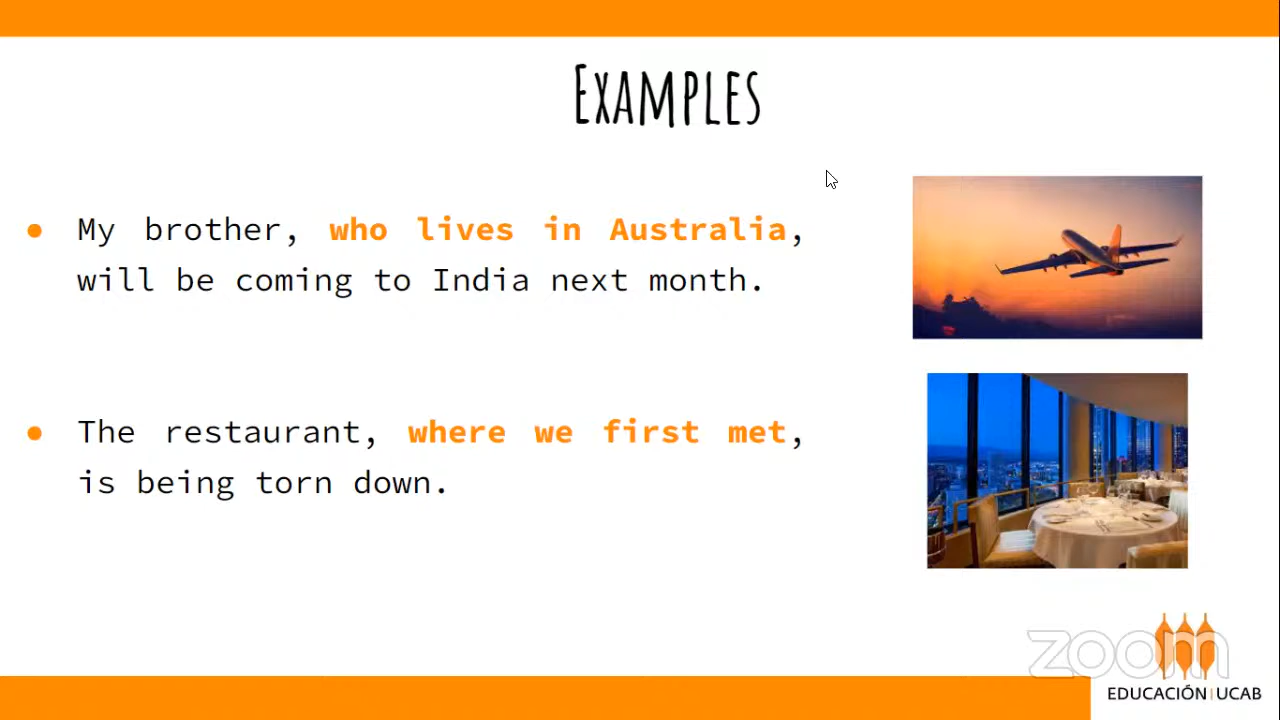 Examples
My brother, who lives in Australia,
will be coming to India next month.
The restaurant, where we first met,
is being torn down.
zoom
EDUCACIÓN | UCAB